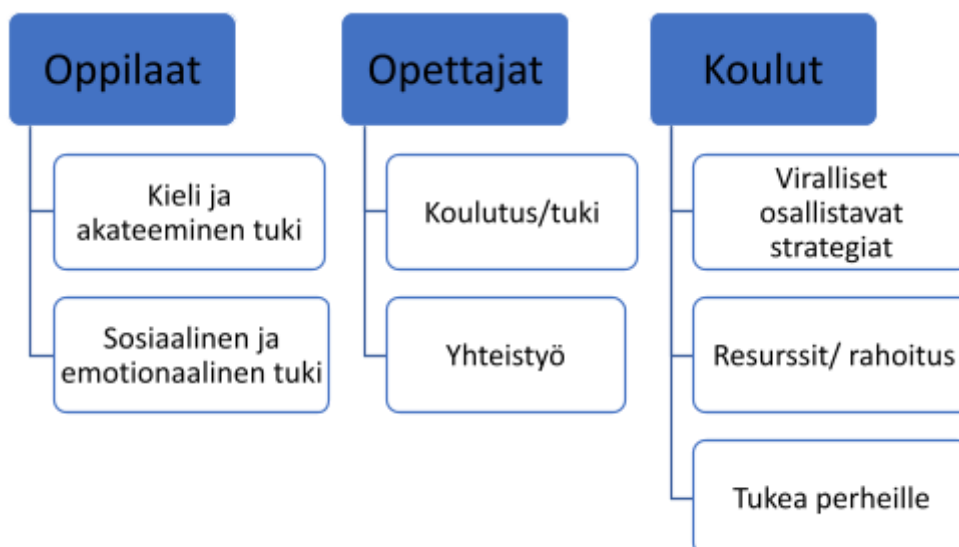 Oppilaat
Kieli ja
akateeminen tuki
Sosiaalinen ja
emotionaalinen tuki
Opettajat
Koulutus/tuki
Yhteistyö
Koulut
Viralliset
osallistavat
strategiat
Resurssit/ rahoitus
Tukea perheille